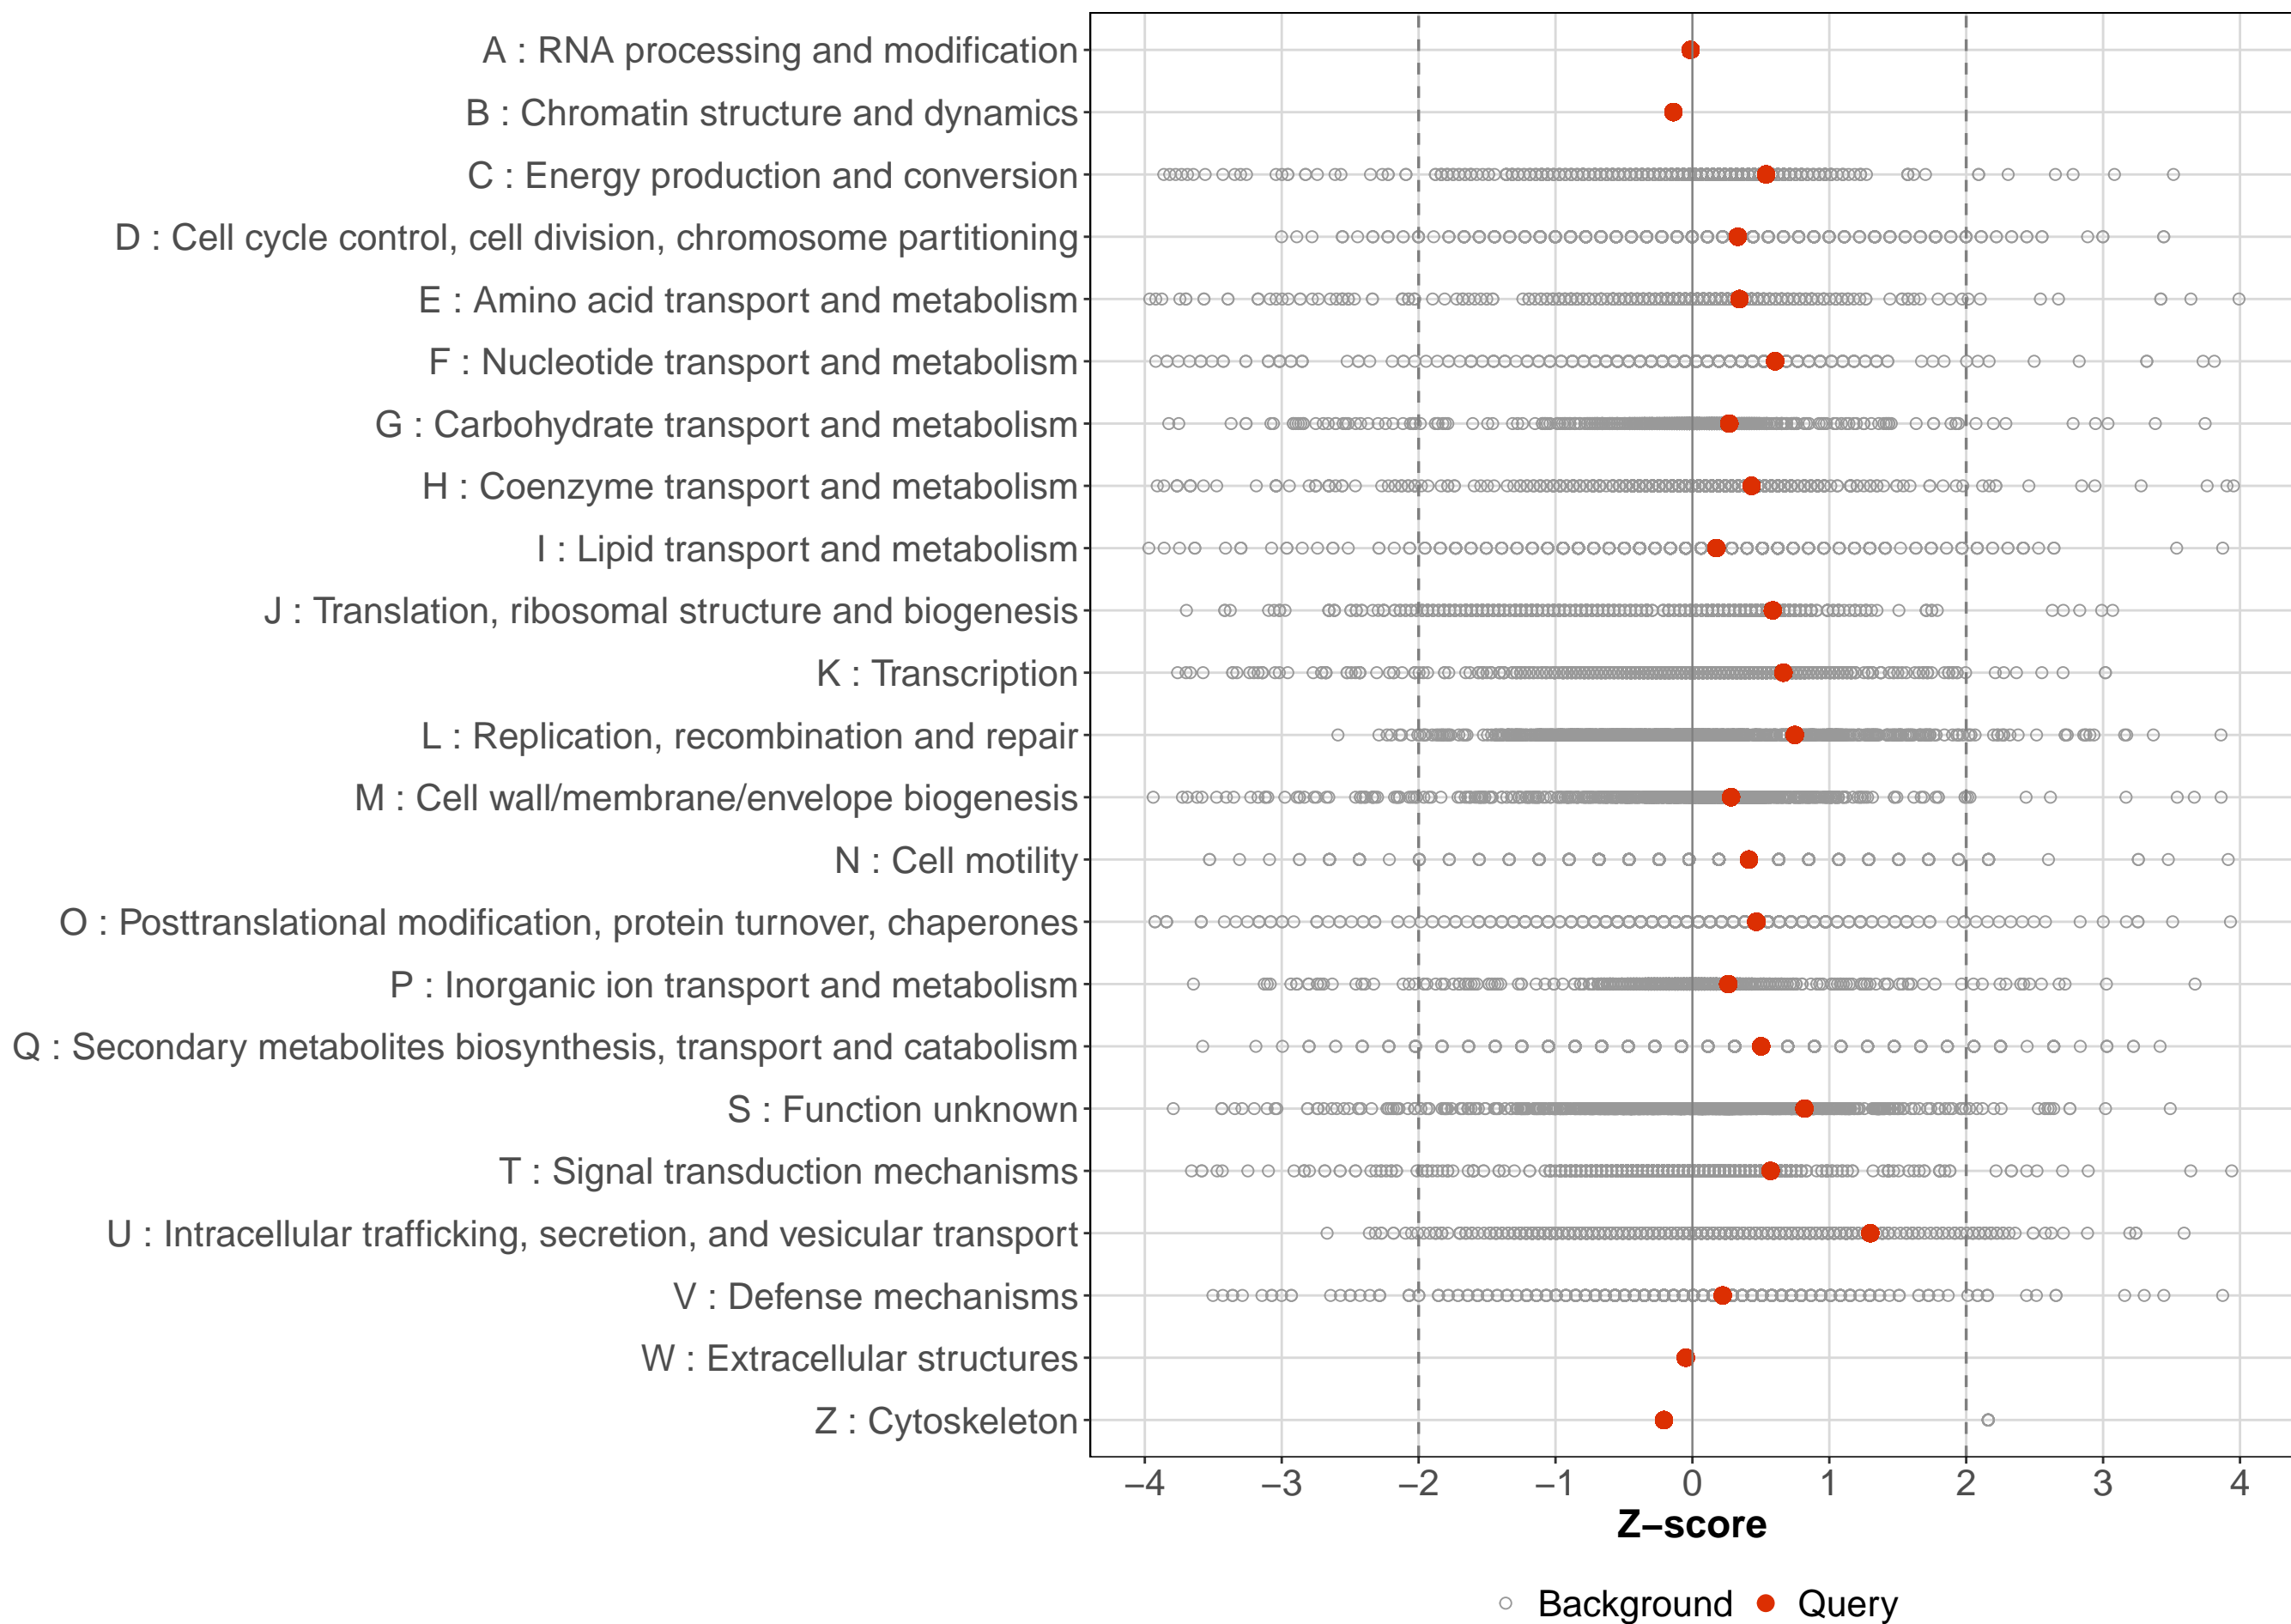 A : RNA processing and modification
B : Chromatin structure and dynamics
C : Energy production and conversion
D : Cell cycle control, cell division, chromosome partitioning
E : Amino acid transport and metabolism
F : Nucleotide transport and metabolism
G : Carbohydrate transport and metabolism
H : Coenzyme transport and metabolism
I : Lipid transport and metabolism
J : Translation, ribosomal structure and biogenesis
K : Transcription
L : Replication, recombination and repair
M : Cell wall/membrane/envelope biogenesis
N : Cell motility
O : Posttranslational modification, protein turnover, chaperones
P : Inorganic ion transport and metabolism
Q : Secondary metabolites biosynthesis, transport and catabolism
S : Function unknown
T : Signal transduction mechanisms
U : Intracellular trafficking, secretion, and vesicular transport
V : Defense mechanisms
W : Extracellular structures
Z : Cytoskeleton
−4 −3 −2 −1 0 1 2 3 4
Z−score
Background Query